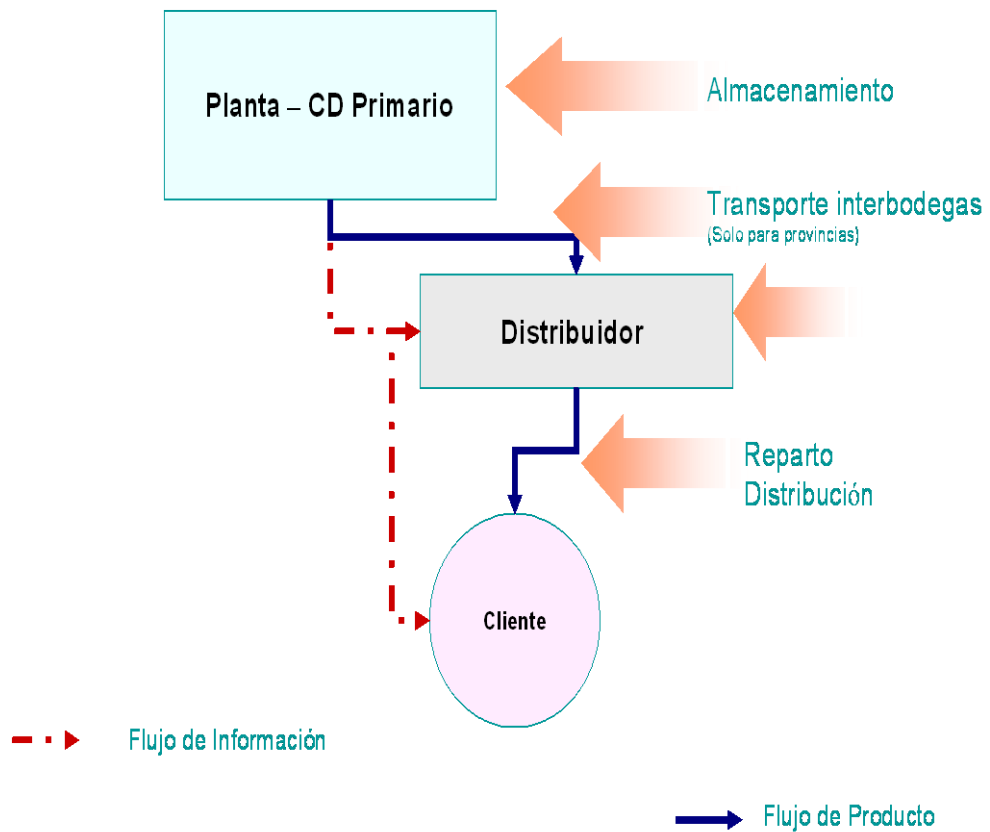 Planta – CD Primario
Almacenamiento
Transporte interbodegas
(Solo para provincias)
Distribuidor
Reparto
Distribución
Cliente
Flujo de Información
Flujo de Producto